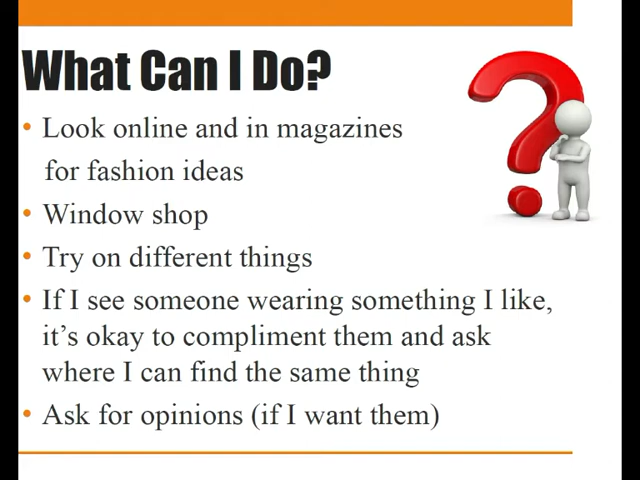 What Can I Do?
• Look online and in magazines
for fashion ideas
• Window shop
• Try on different things
• If I see someone wearing something I like,
it’s okay to compliment them and ask
where I can find the same thing
• Ask for opinions (if I want them)